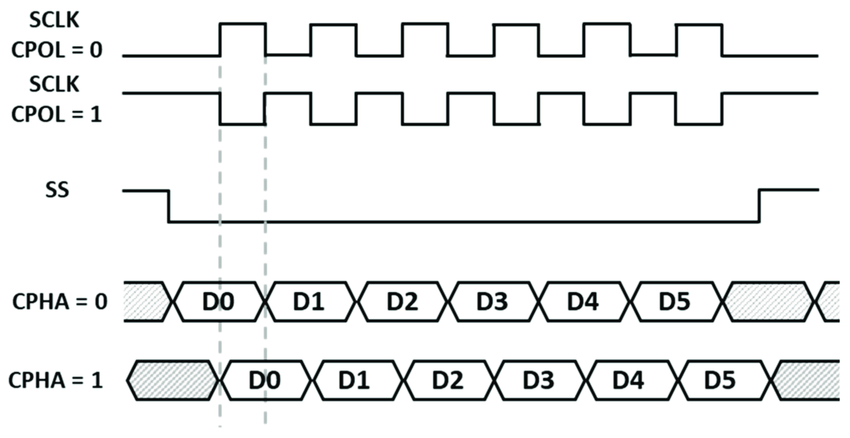 SCLK
CPOL = 0
SCLK
CPOL = 1
SS
CPHA = 0 D0 D1 D2 D3 D4 D5
CPHA = 1 D0 D1 D2 D3 D4 D5